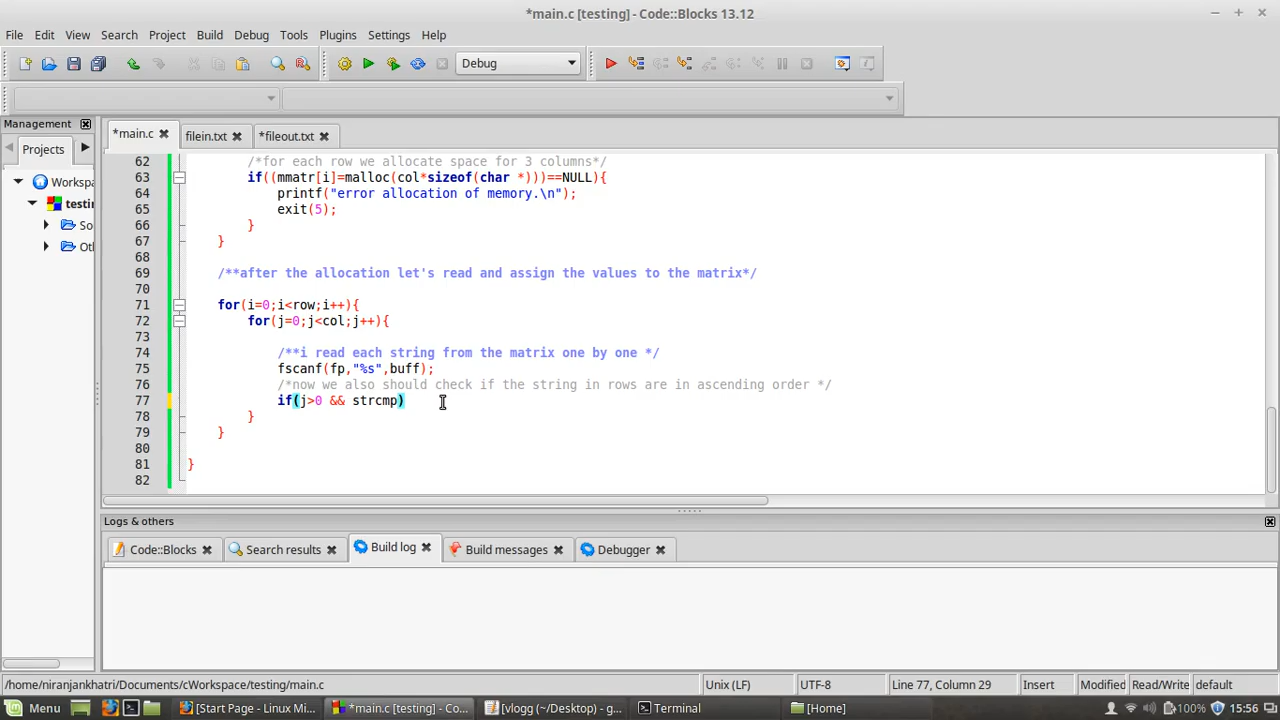 *main.c [testing] - Code::Blocks 13.12
File Edit View Search Project Build Debug Tools Plugins Settings Help
Debug
Management
*main.c filein.txt *fileout.txt
Projects
Workspa
testin
So
Oth
62 /*for each row we allocate space for 3 columns*/
63 if((mmatr[i]=malloc(col*sizeof(char *)))==NULL){
64 printf("error allocation of memory.\n");
65 exit(5);
66 }
67 }
68
69 /**after the allocation let's read and assign the values to the matrix*/
70
71 for(i=0;i<row;i++){
72 for(j=0;j<col;j++){
73
74 /**i read each string from the matrix one by one */
75 fscanf(fp,"%s",buff);
76 /*now we also should check if the string in rows are in ascending order */
77 if(j>0 && strcmp)
78 }
79 }
80
81 }
82
Logs & others
Code::Blocks Search results Build log Build messages Debugger
/home/niranjankhatri/Documents/cWorkspace/testing/main.c Unix (LF) UTF-8 Line 77, Column 29 Insert Modified Read/Write default
Menu [Start Page - Linux Mi... *main.c [testing] - Co... [vlogg (~/Desktop) - g... Terminal [Home] 100% 15:56